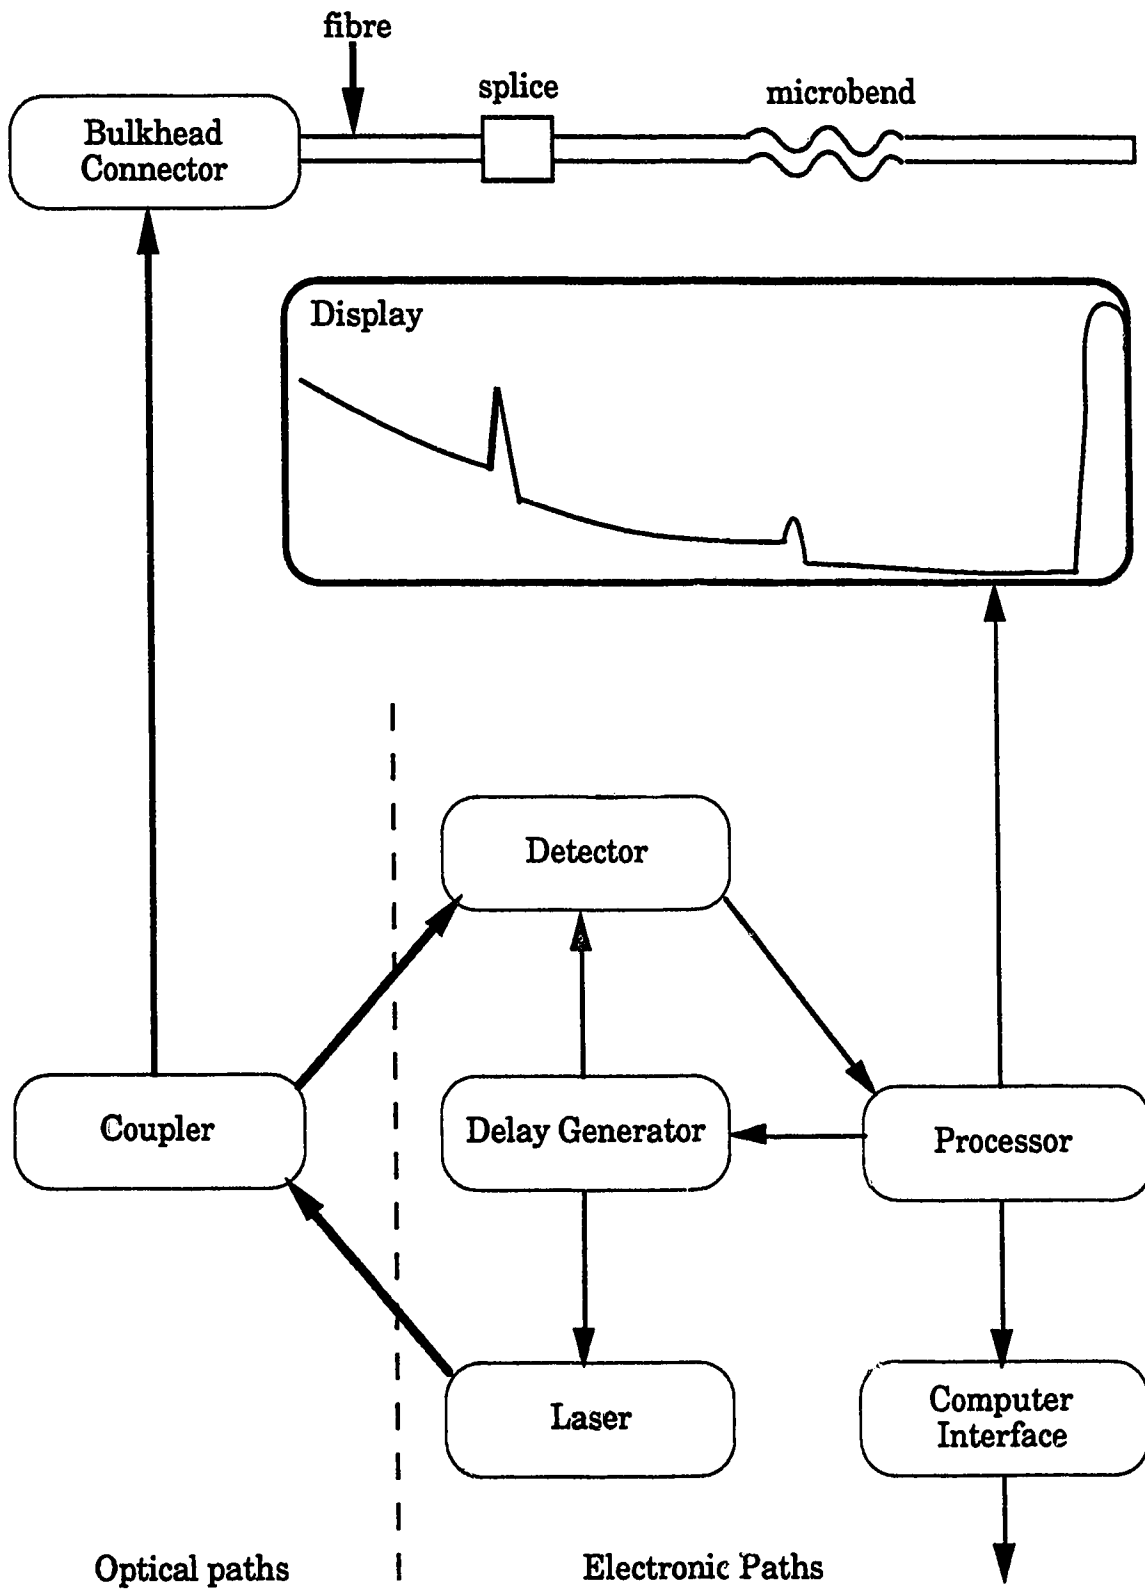 fibre
splice
microbend
Bulkhead
Connector
Display
Detector
Coupler
Delay Generator
Processor
Laser
Computer
Interface
Optical paths
Electronic Paths